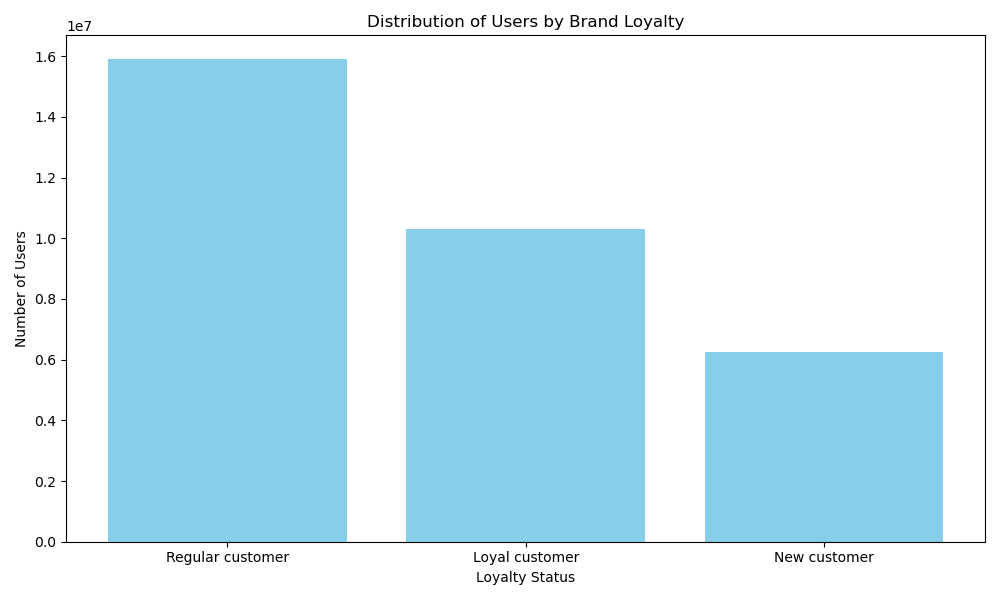 Distribution of Users by Brand Loyalty
1e7
1.6
1.4
1.2
1.0
0.8
0.6
0.4
0.2
0.0
Number of Users
Regular customer
Loyal customer
New customer
Loyalty Status